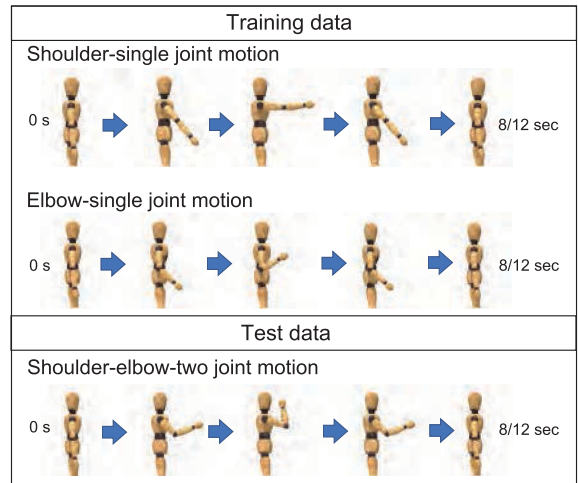 Training data
Shoulder-single joint motion
0 s
8/12 sec
Elbow-single joint motion
0 s
8/12 sec
Test data
Shoulder-elbow-two joint motion
0 s
8/12 sec